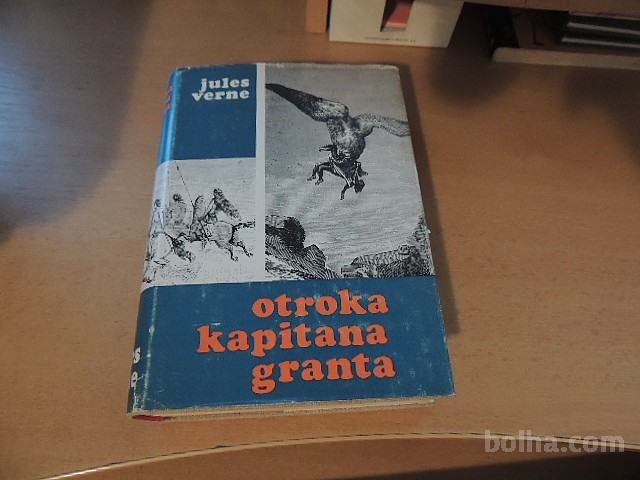 jules
verne
otroka
kapitana
granta
bolha.com